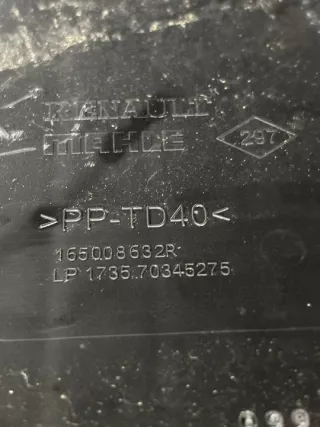 RENAULT
MAHLE
297
>PP-TD40<
165008632R
LP 1735.70345275